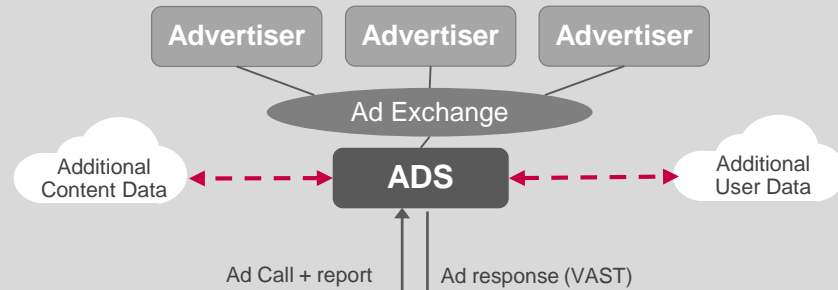 Advertiser
Advertiser
Advertiser
Ad Exchange
Additional
Content Data
ADS
Additional
User Data
Ad Call + report
Ad response (VAST)